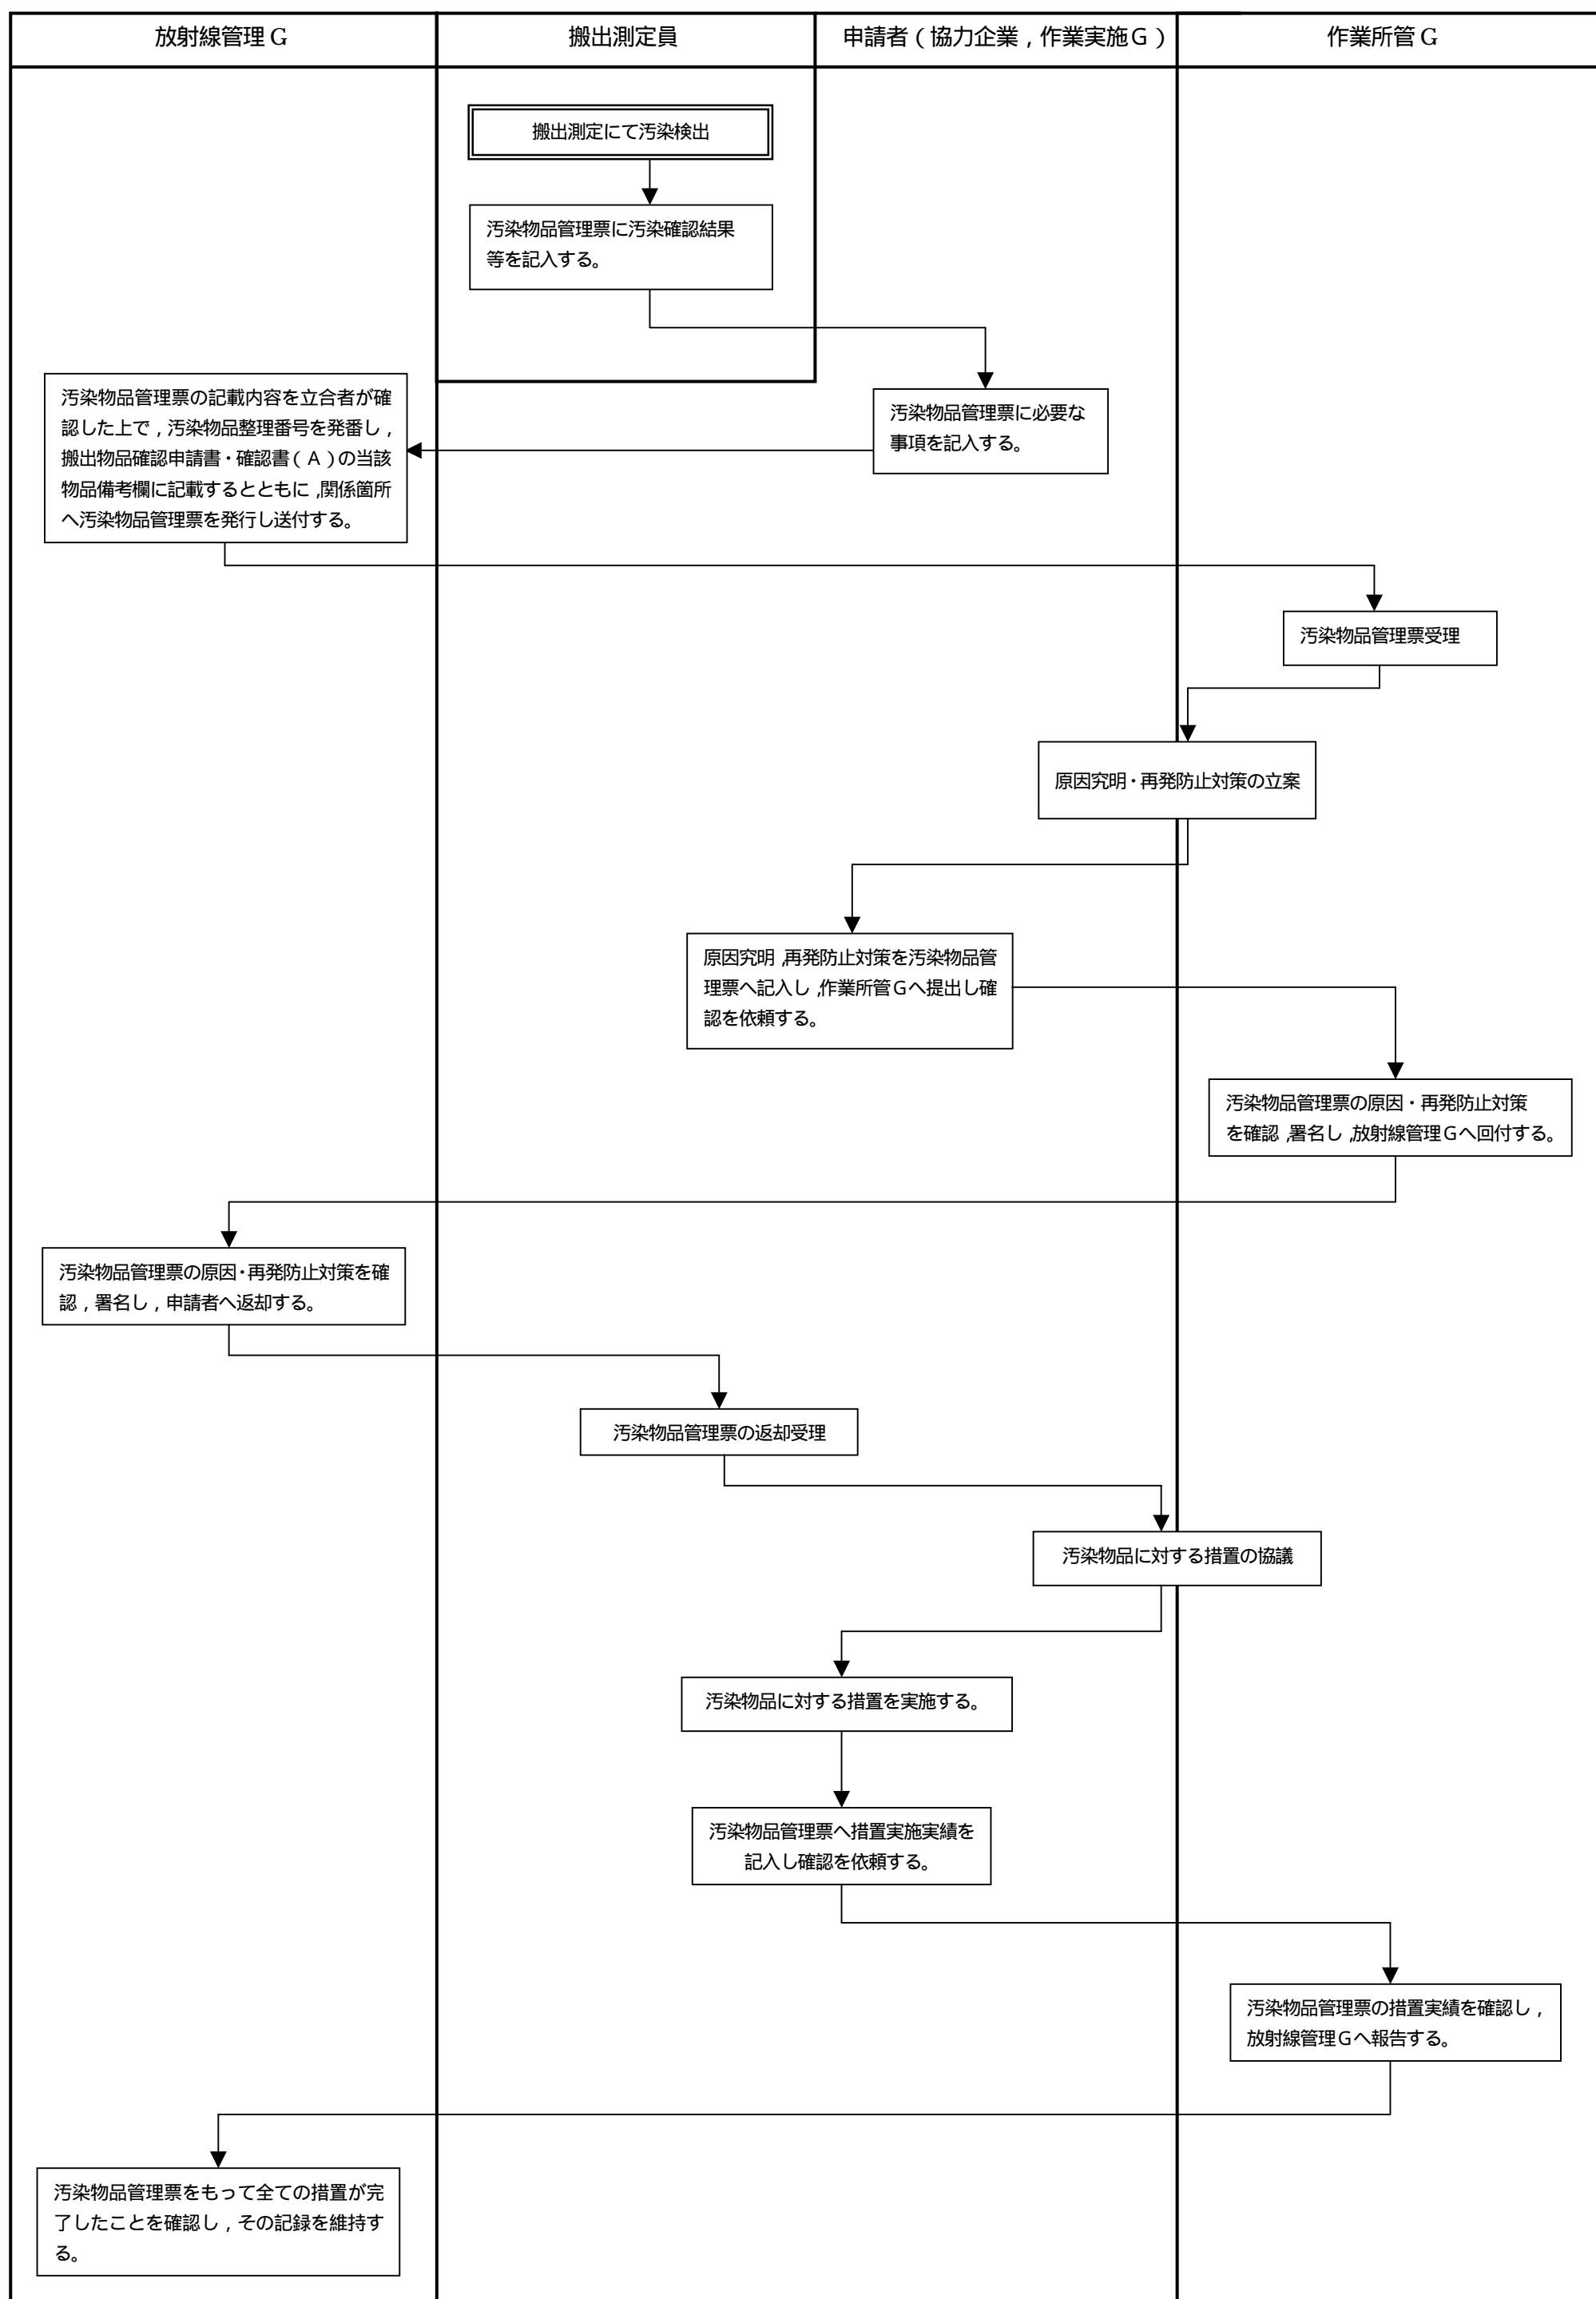 放射線管理G
搬出測定員
申請者（協力企業，作業実施G）
作業所管G
搬出測定にて汚染検出
汚染物品管理票に汚染確認結果
等を記入する。
汚染物品管理票に必要な
事項を記入する。
汚染物品管理票の記載内容を立合者が確
認した上で，汚染物品整理番号を発番し，
搬出物品確認申請書・確認書（A）の当該
物品備考欄に記載するとともに，関係箇所
へ汚染物品管理票を発行し送付する。
汚染物品管理票受理
原因究明・再発防止対策の立案
原因究明，再発防止対策を汚染物品管
理票へ記入し，作業所管Gへ提出し確
認を依頼する。
汚染物品管理票の原因・再発防止対策
を確認，署名し，放射線管理Gへ回付する。
汚染物品管理票の原因・再発防止対策を確
認，署名し，申請者へ返却する。
汚染物品管理票の返却受理
汚染物品に対する措置の協議
汚染物品に対する措置を実施する。
汚染物品管理票へ措置実施実績を
記入し確認を依頼する。
汚染物品管理票の措置実績を確認し，
放射線管理Gへ報告する。
汚染物品管理票をもって全ての措置が完
了したことを確認し，その記録を維持す
る。